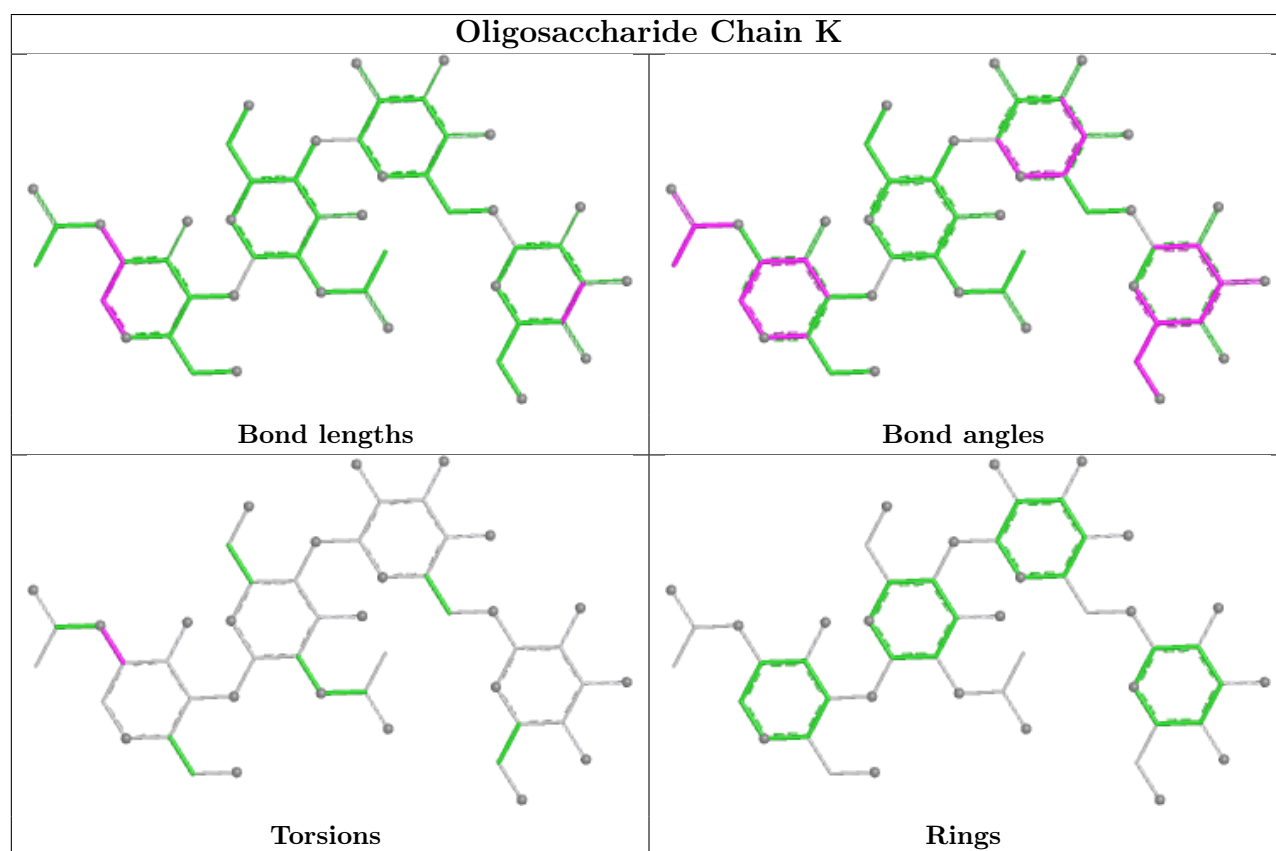 Oligosaccharide Chain K
Bond lengths
Bond angles
Torsions
Rings